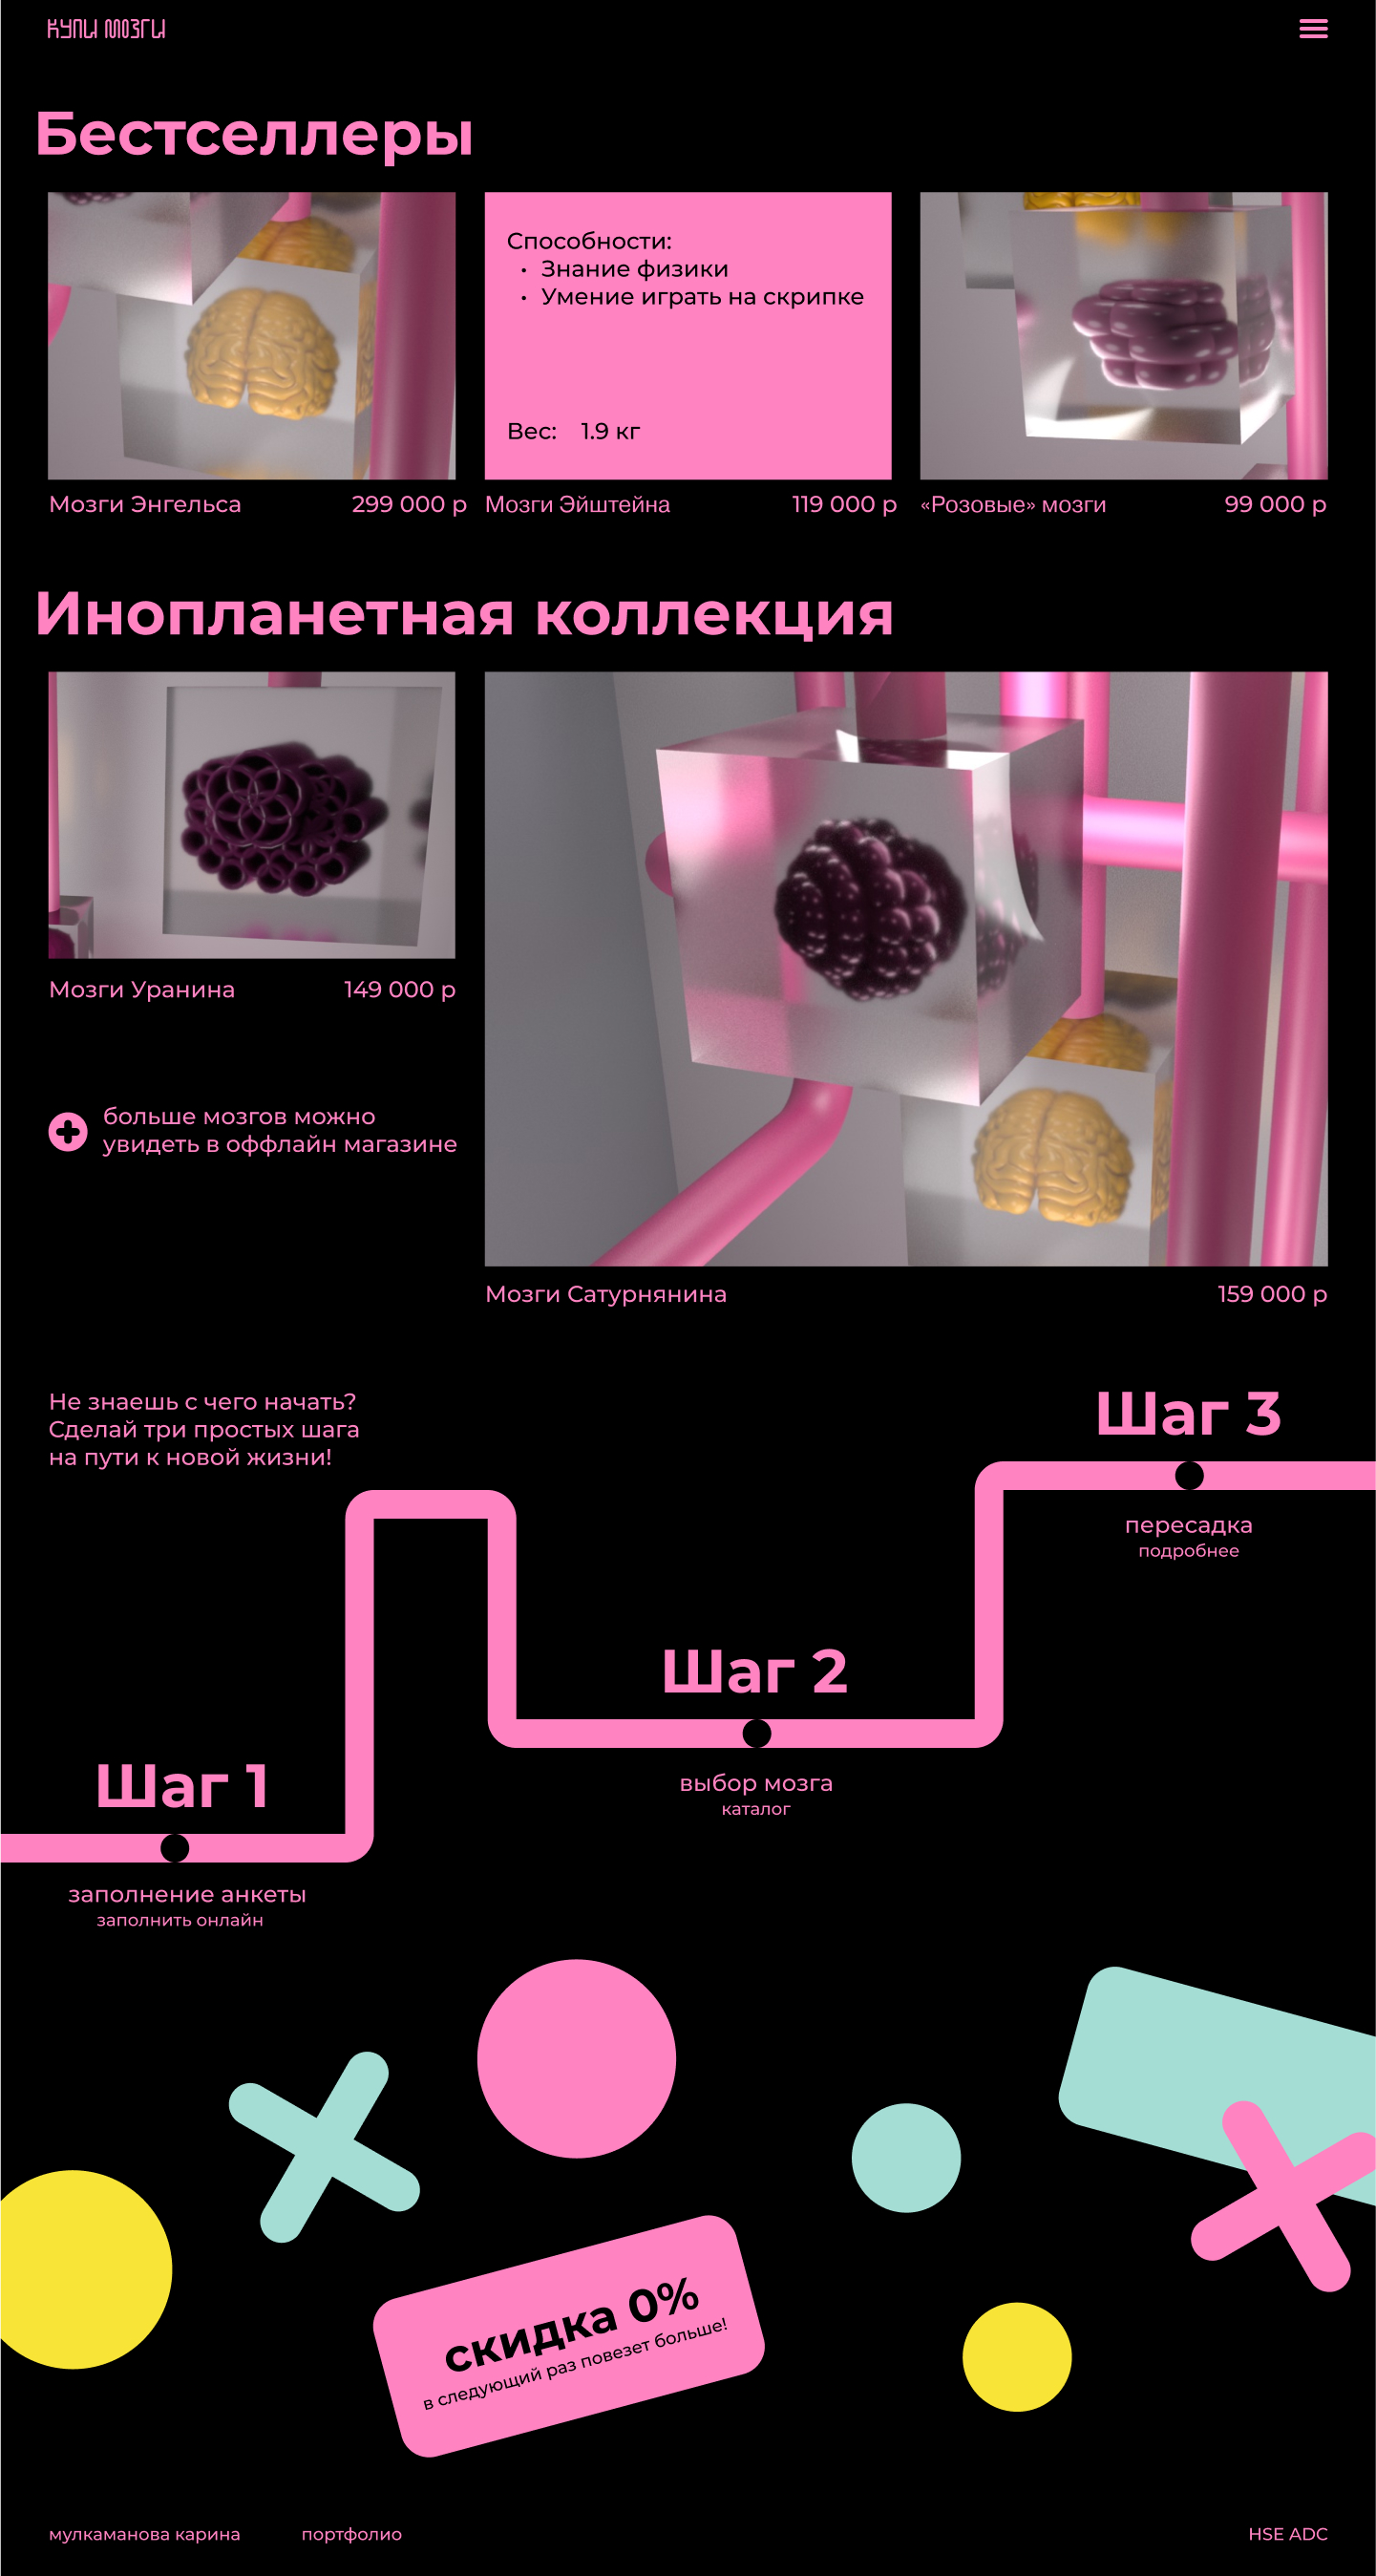 КУПИ МОЗГИ
Бестселлеры
Способности:
• Знание физики
• Умение играть на скрипке
Вес: 1.9 кг
Мозги Энгельса 299 000 р
Мозги Эйштейна 119 000 р
«Розовые» мозги 99 000 р
Инопланетная коллекция
Мозги Уранина 149 000 р
больше мозгов можно
увидеть в оффлайн магазине
Мозги Сатурнянина 159 000 р
Не знаешь с чего начать?
Сделай три простых шага
на пути к новой жизни!
Шаг 3
пересадка
подробнее
Шаг 2
выбор мозга
каталог
Шаг 1
заполнение анкеты
заполнить онлайн
скидка 0%
в следующий раз повезет больше!
мулкаманова карина портфолио HSE ADC